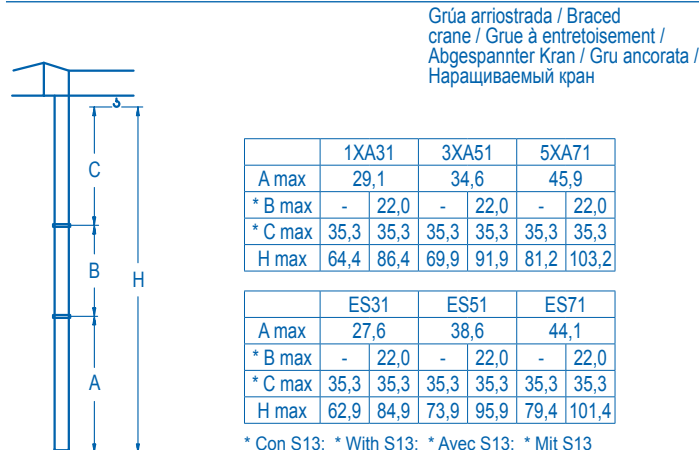 Grúa arriostrada / Braced
crane / Grue à entretoisement /
Abgespannter Kran / Gru ancorata /
Наращиваемый кран
C
B
H
A
1XA31 3XA51 5XA71
A max 29,1 34,6 45,9
* B max - 22,0 - 22,0 - 22,0
* C max 35,3 35,3 35,3 35,3 35,3 35,3
H max 64,4 86,4 69,9 91,9 81,2 103,2
ES31 ES51 ES71
A max 27,6 38,6 44,1
* B max - 22,0 - 22,0 - 22,0
* C max 35,3 35,3 35,3 35,3 35,3 35,3
H max 62,9 84,9 73,9 95,9 79,4 101,4
* Con S13; * With S13; * Avec S13; * Mit S13